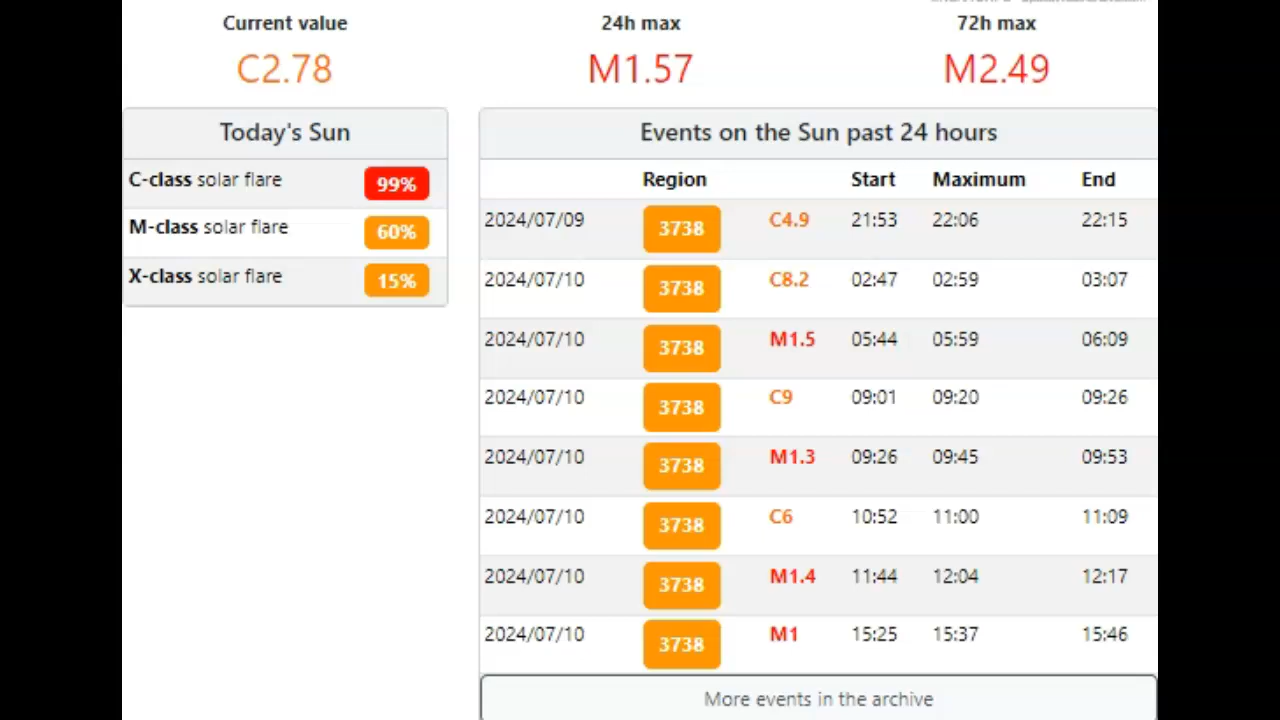 Current value 24h max 72h max
C2.78 M1.57 M2.49
Today's Sun
C-class solar flare 99%
M-class solar flare 60%
X-class solar flare 15%
Events on the Sun past 24 hours
Region Start Maximum End
2024/07/09 3738 C4.9 21:53 22:06 22:15
2024/07/10 3738 C8.2 02:47 02:59 03:07
2024/07/10 3738 M1.5 05:44 05:59 06:09
2024/07/10 3738 C9 09:01 09:20 09:26
2024/07/10 3738 M1.3 09:26 09:45 09:53
2024/07/10 3738 C6 10:52 11:00 11:09
2024/07/10 3738 M1.4 11:44 12:04 12:17
2024/07/10 3738 M1 15:25 15:37 15:46
More events in the archive